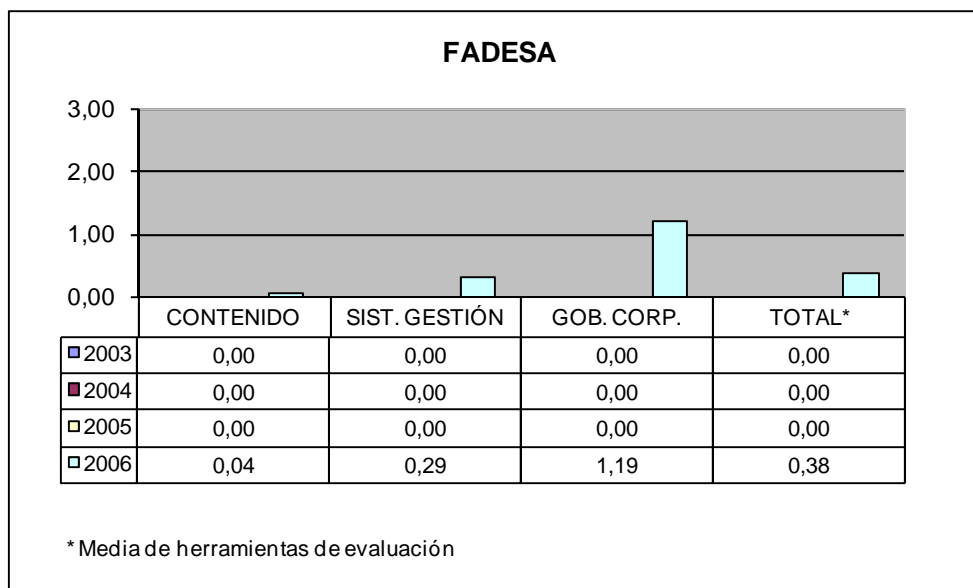 FADESA
3,00
2,00
1,00
0,00
CONTENIDO SIST. GESTIÓN GOB. CORP. TOTAL*
2003 0,00 0,00 0,00 0,00
2004 0,00 0,00 0,00 0,00
2005 0,00 0,00 0,00 0,00
2006 0,04 0,29 1,19 0,38
* Media de herramientas de evaluación